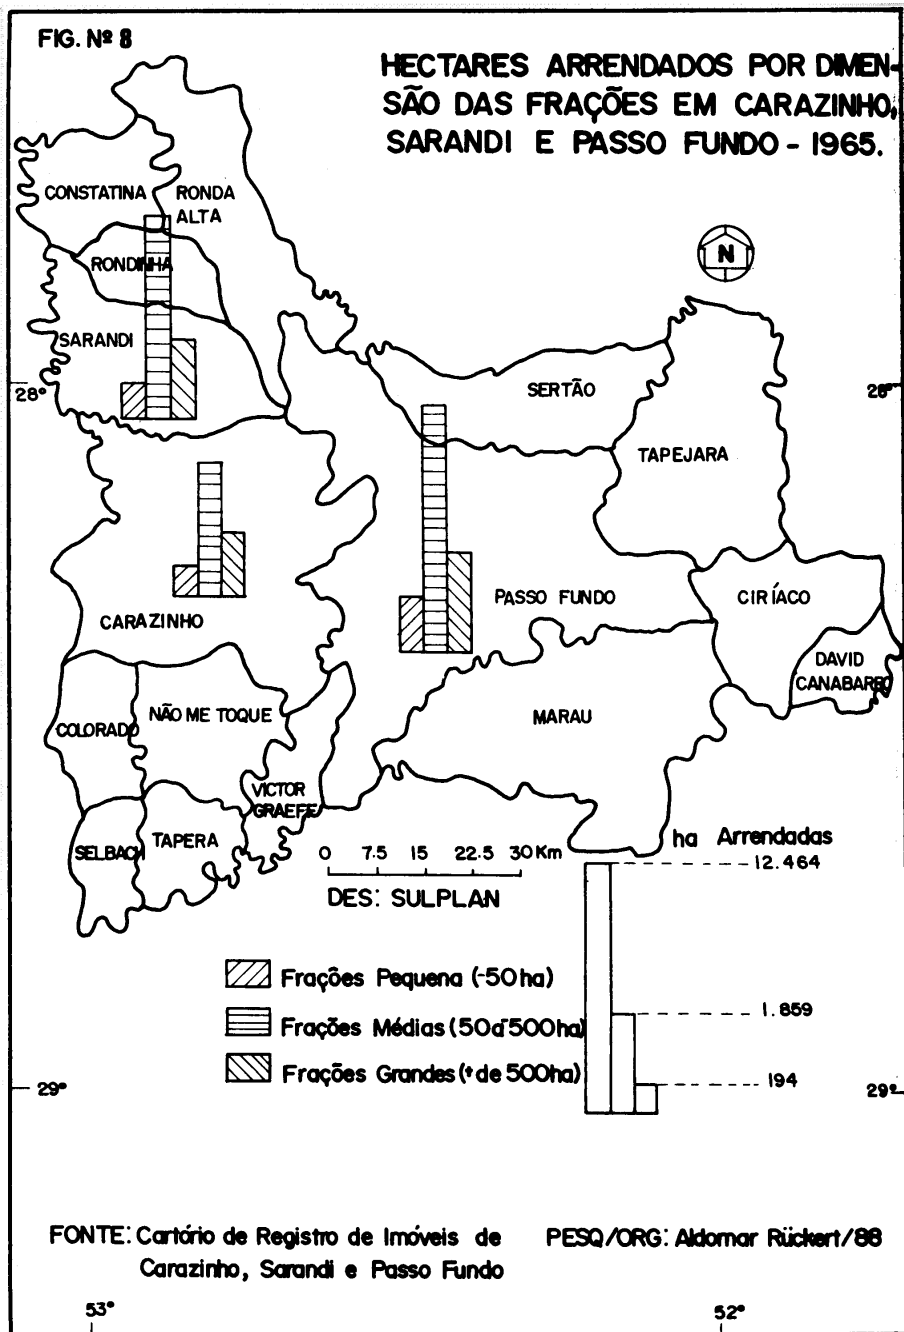 FIG. Nº 8
HECTARES ARRENDADOS POR DIMEN-
SÃO DAS FRAÇÕES EM CARAZINHO,
SARANDI E PASSO FUNDO - 1965.
CONSTATINA
RONDA
ALTA
RONDINHA
N
SARANDI
28°
28°
SERTÃO
TAPEJARA
PASSO FUNDO
CIRÍACO
CARAZINHO
DAVID
CANABARRO
NÃO ME TOQUE
COLORADO
MARAU
VICTOR
GRAEFF
SELBACH
TAPERA
0 7.5 15 22.5 30 Km
DES: SULPLAN
ha Arrendadas
12.464
1.859
194
Frações Pequena (-50 ha)
Frações Médias (50 a 500 ha)
Frações Grandes (+ de 500 ha)
29°
29°
FONTE: Cartório de Registro de Imóveis de
Carazinho, Sarandi e Passo Fundo
PESQ/ORG: Aldomar Rückert/88
53°
52°